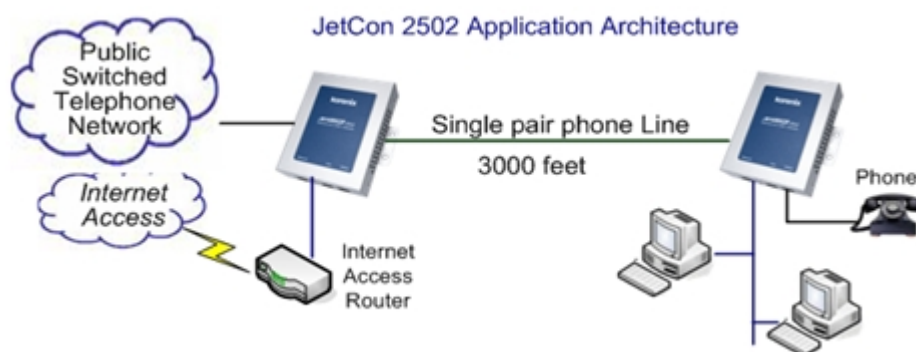 JetCon 2502 Application Architecture
Public
Switched
Telephone
Network
Internet
Access
Internet
Access
Router
Single pair phone Line
3000 feet
Phone